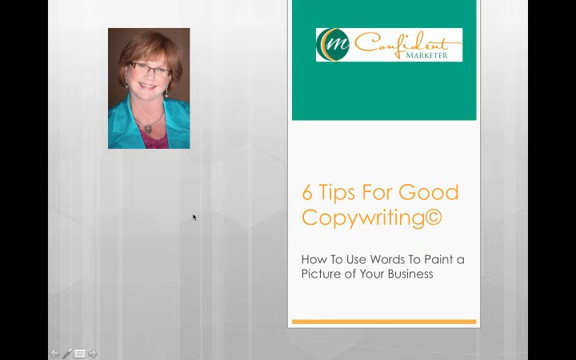 m Confident
MARKETER
6 Tips For Good
Copywriting©
How To Use Words To Paint a
Picture of Your Business